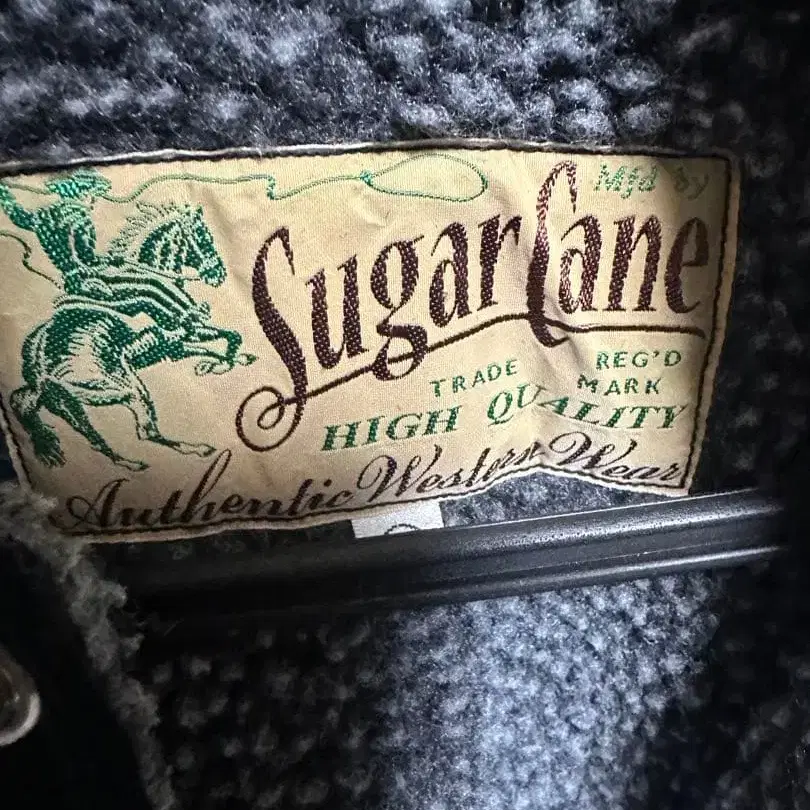 Mfd by
Sugar Cane
TRADE REG'D MARK
HIGH QUALITY
Authentic Western Wear